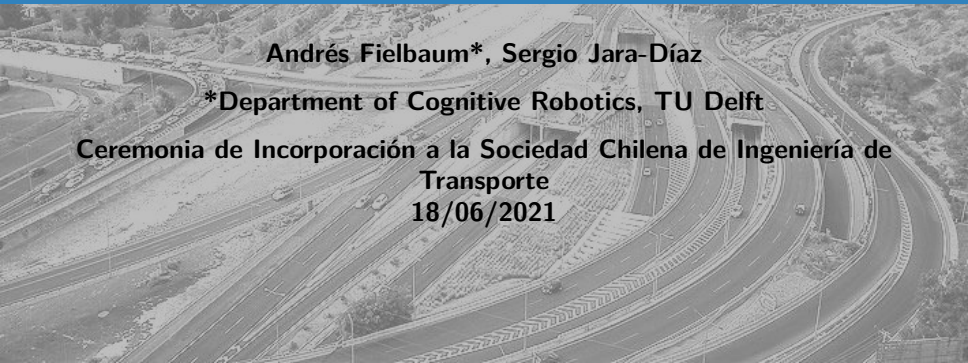 Andrés Fielbaum*, Sergio Jara-Díaz
*Department of Cognitive Robotics, TU Delft
Ceremonia de Incorporación a la Sociedad Chilena de Ingeniería de
Transporte
18/06/2021